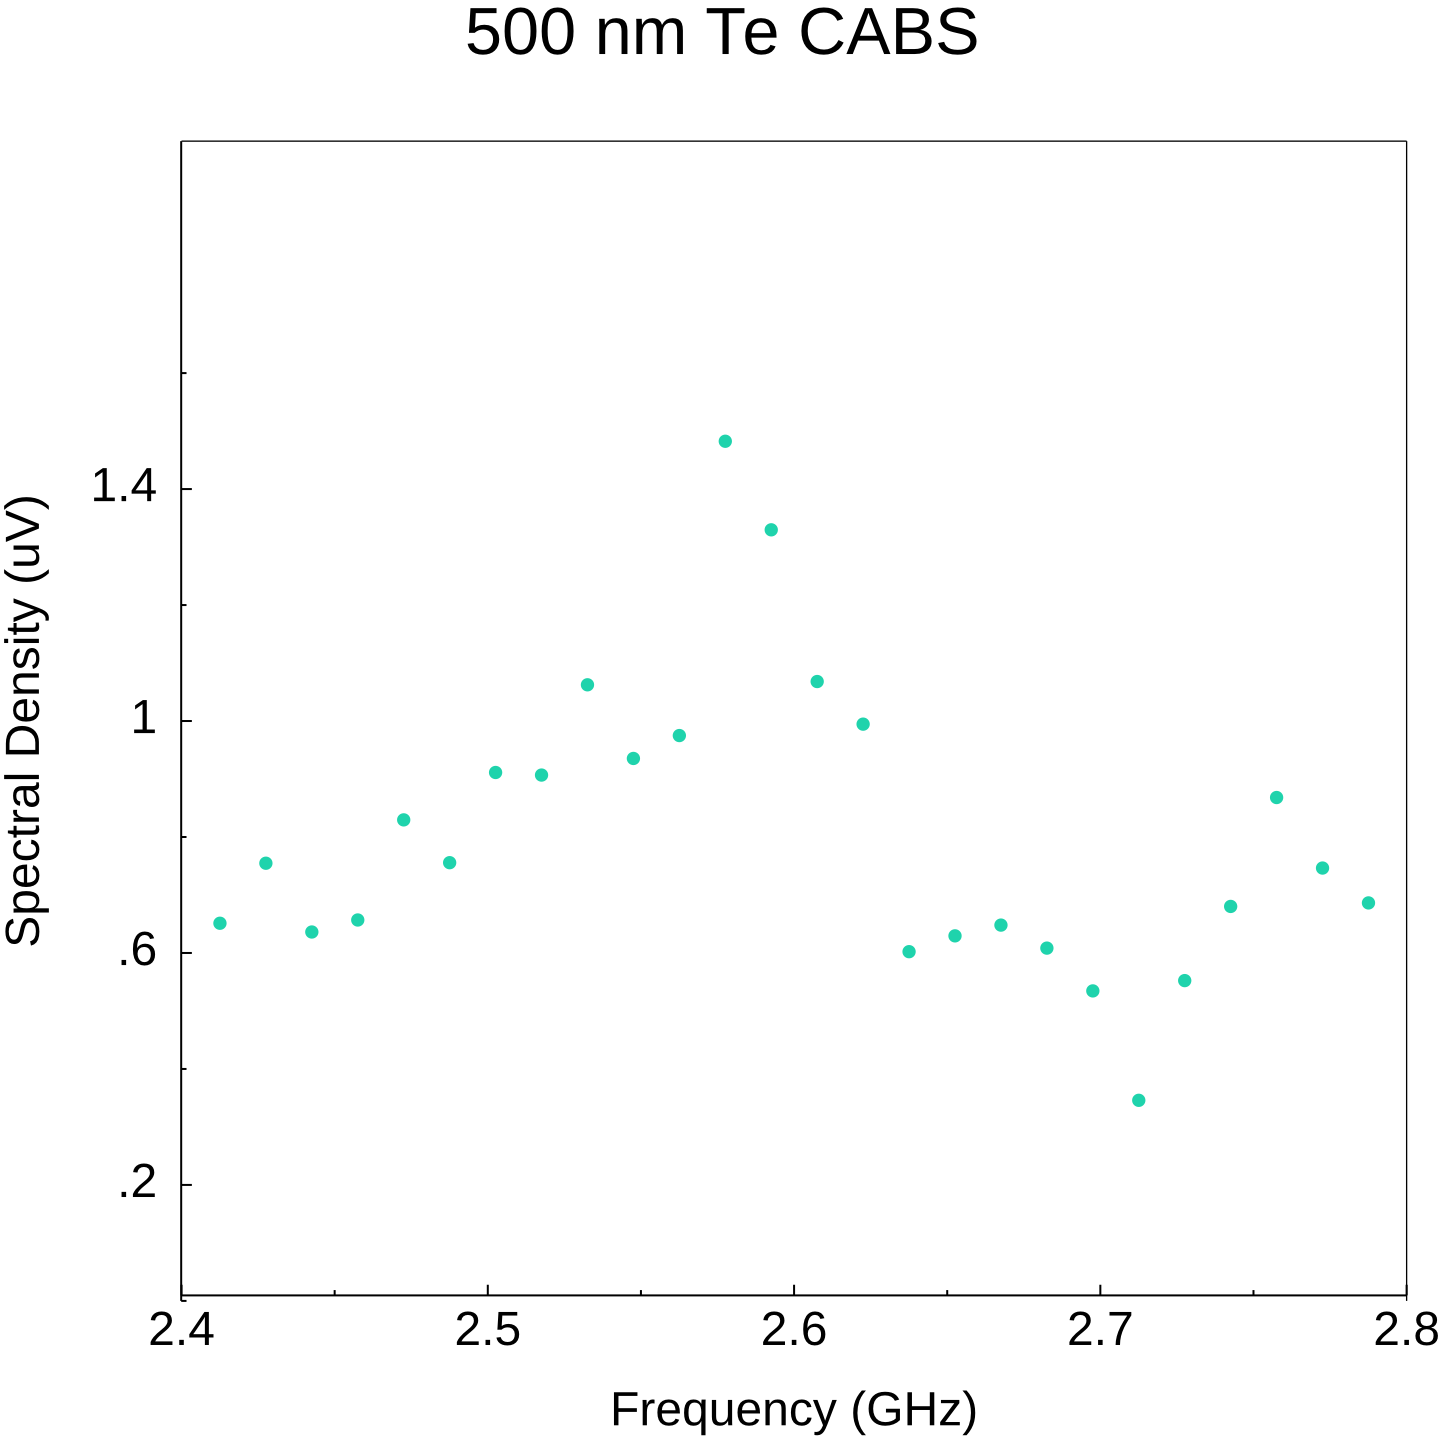 500 nm Te CABS
Spectral Density (uV)
1.4
1
.6
.2
2.4 2.5 2.6 2.7 2.8
Frequency (GHz)